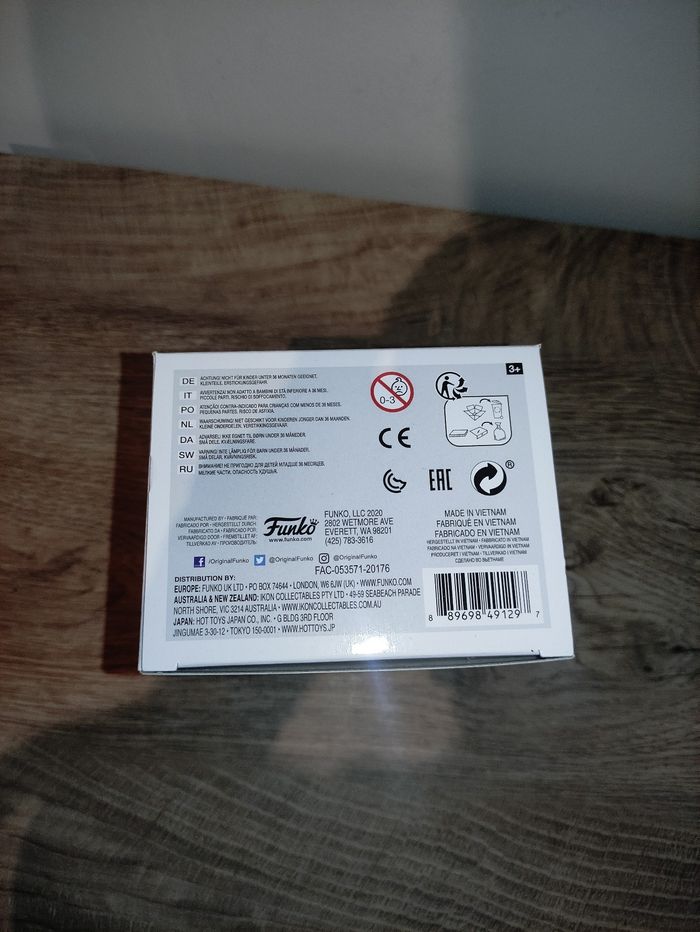 3+
DE ACHTUNG! NICHT FÜR KINDER UNTER 36 MONATEN GEEIGNET.
KLEINTEILE, ERSTICKUNGSGEFAHR.
IT AVVERTENZA! NON ADATTO A BAMBINI DI ETÀ INFERIORE A 36 MESI.
PICCOLE PARTI, RISCHIO DI SOFFOCAMENTO.
PO ATENÇÃO! CONTRA-INDICADO PARA CRIANÇAS COM MENOS DE 36 MESES.
PEQUENAS PARTES, RISCO DE ASFIXIA.
NL WAARSCHUWING! NIET GESCHIKT VOOR KINDEREN JONGER DAN 36 MAANDEN.
KLEINE ONDERDELEN, VERSTIKKINGSGEVAAR.
DA ADVARSEL! IKKE EGNET TIL BØRN UNDER 36 MÅNEDER.
SMÅ DELE, KVÆLNINGSFARE.
SW WARNING! INTE LÄMPLIG FÖR BARN UNDER 36 MÅNADER.
SMÅ DELAR, KVÄVNINGSRISK.
RU ВНИМАНИЕ! НЕ ПРИГОДНО ДЛЯ ДЕТЕЙ МЛАДШЕ 36 МЕСЯЦЕВ.
МЕЛКИЕ ЧАСТИ, ОПАСНОСТЬ УДУШЬЯ.
0-3
CE
EAC
®
MANUFACTURED BY • FABRIQUÉ PAR:
FABRICADO POR • HERGESTELLT DURCH:
FABBRICATO DA • FABRICADO POR:
VERVAARDIGD DOOR • FREMSTILLET AF:
TILLVERKAD AV • ПРОИЗВОДИТЕЛЬ:
Funko
www.funko.com
FUNKO, LLC 2020
2802 WETMORE AVE
EVERETT, WA 98201
(425) 783-3616
MADE IN VIETNAM
FABRIQUÉ EN VIETNAM
FABRICADO EN VIETNAM
HERGESTELLT IN VIETNAM • FABBRICATO IN VIETNAM
FABRICADO NA VIETNAM • VERVAARDIGD IN VIETNAM
PRODUCERET I VIETNAM • TILLVERKAD I VIETNAM
СДЕЛАНО ВО ВЬЕТНАМЕ
/OriginalFunko @OriginalFunko @OriginalFunko
FAC-053571-20176
DISTRIBUTION BY:
EUROPE: FUNKO UK LTD • PO BOX 74644 • LONDON, W6 6JW (UK) • WWW.FUNKO.COM
AUSTRALIA & NEW ZEALAND: IKON COLLECTABLES PTY LTD • 49-59 SEABEACH PARADE
NORTH SHORE, VIC 3214 AUSTRALIA • WWW.IKONCOLLECTABLES.COM.AU
JAPAN: HOT TOYS JAPAN CO., INC. • G BLDG 3RD FLOOR
JINGUMAE 3-30-12 • TOKYO 150-0001 • WWW.HOTTOYS.JP
8 89698 49129 7